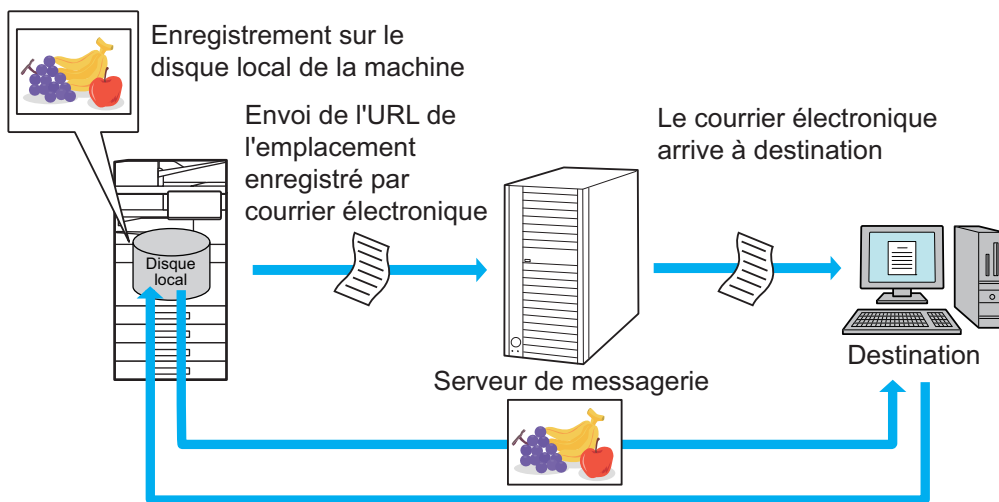 Enregistrement sur le
disque local de la machine
Envoi de l'URL de
l'emplacement
enregistré par
courrier électronique
Le courrier électronique
arrive à destination
Disque
local
Serveur de messagerie
Destination